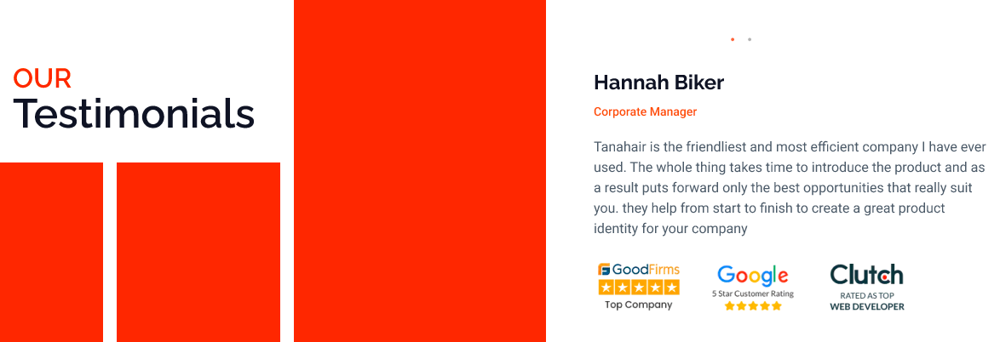 OUR
Testimonials
Hannah Biker
Corporate Manager
Tanahair is the friendliest and most efficient company I have ever
used. The whole thing takes time to introduce the product and as
a result puts forward only the best opportunities that really suit
you. they help from start to finish to create a great product
identity for your company
GoodFirms
Top Company
Google
5 Star Customer Rating
Clutch
RATED AS TOP
WEB DEVELOPER